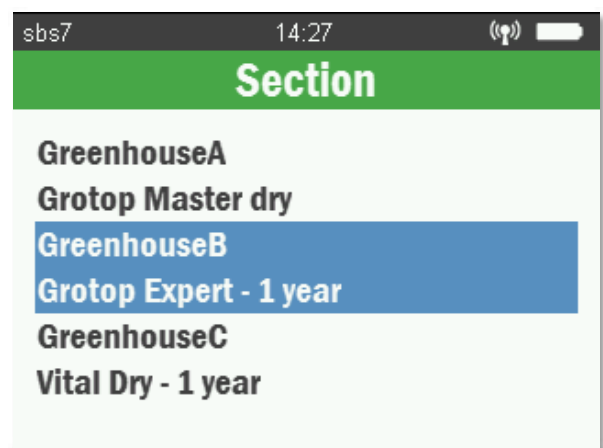 sbs7 14:27
Section
GreenhouseA
Grotop Master dry
GreenhouseB
Grotop Expert - 1 year
GreenhouseC
Vital Dry - 1 year